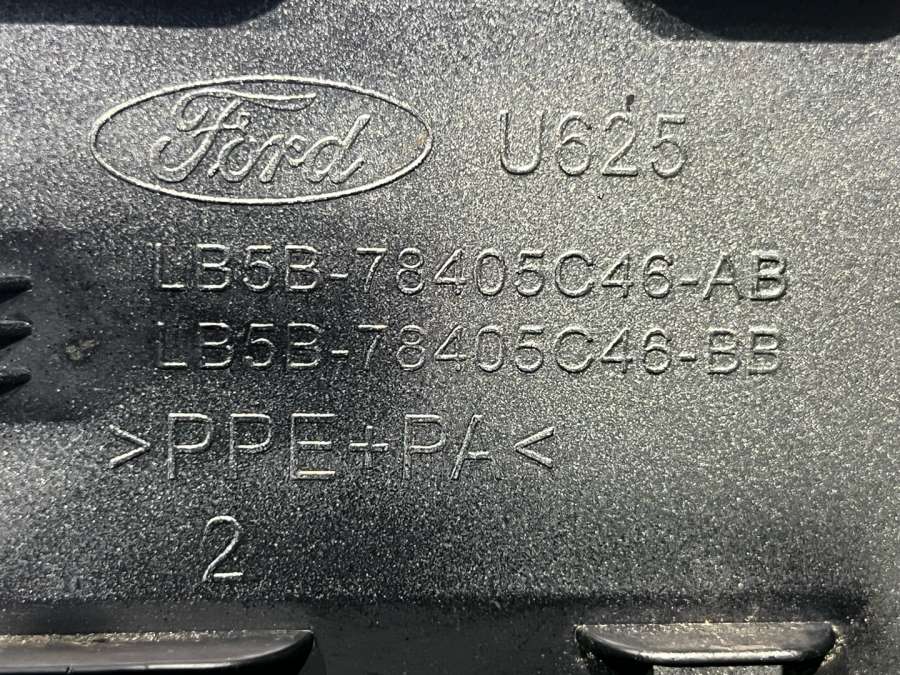 Ford U625
LB5B-78405C46-AB
LB5B-78405C46-BB
>PPE+PA<
2